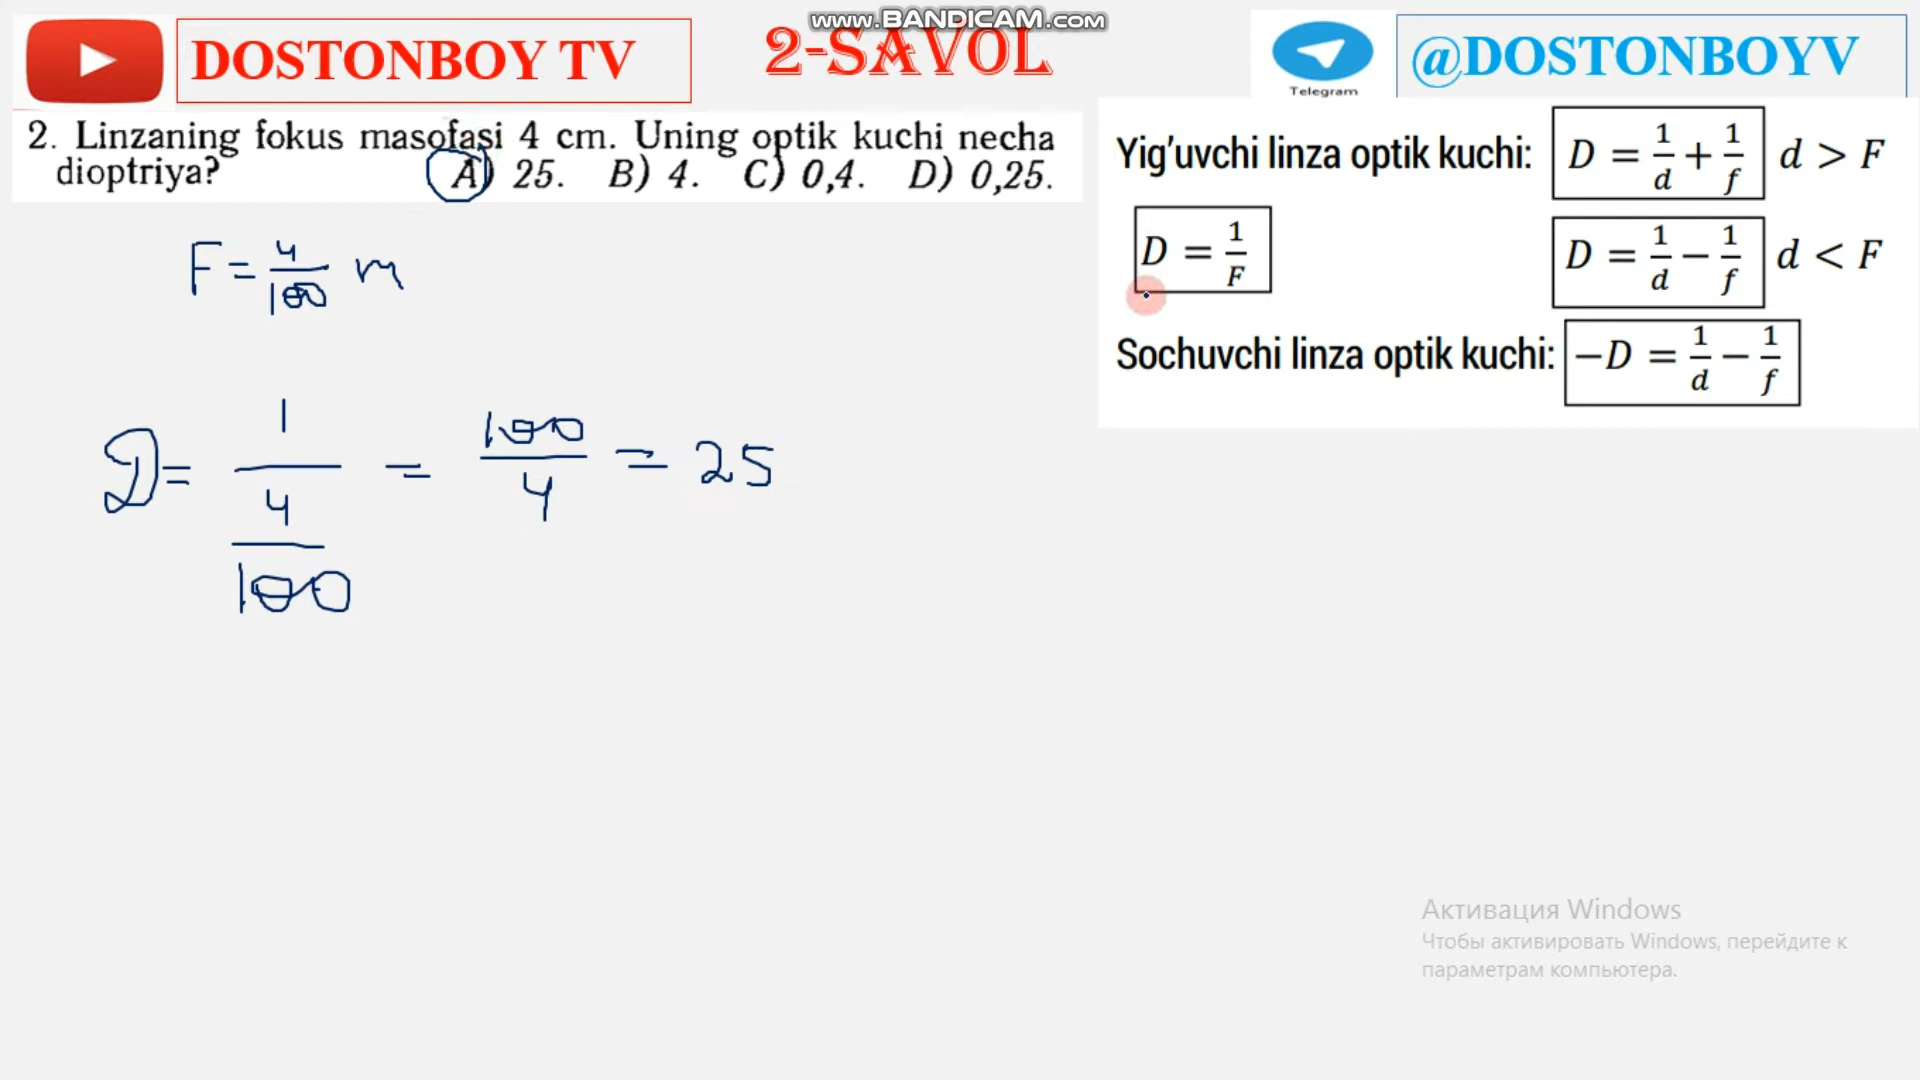 www.BANDICAM.com
DOSTONBOY TV
2-SAVOL
Telegram
@DOSTONBOYV
2. Linzaning fokus masofasi 4 cm. Uning optik kuchi necha
dioptriya? A) 25. B) 4. C) 0,4. D) 0,25.
F = 4/100 m
D = 1/(4/100) = 100/4 = 25
Yig'uvchi linza optik kuchi: D = 1/d + 1/f d > F
D = 1/F D = 1/d − 1/f d < F
Sochuvchi linza optik kuchi: −D = 1/d − 1/f
Активация Windows
Чтобы активировать Windows, перейдите к
параметрам компьютера.